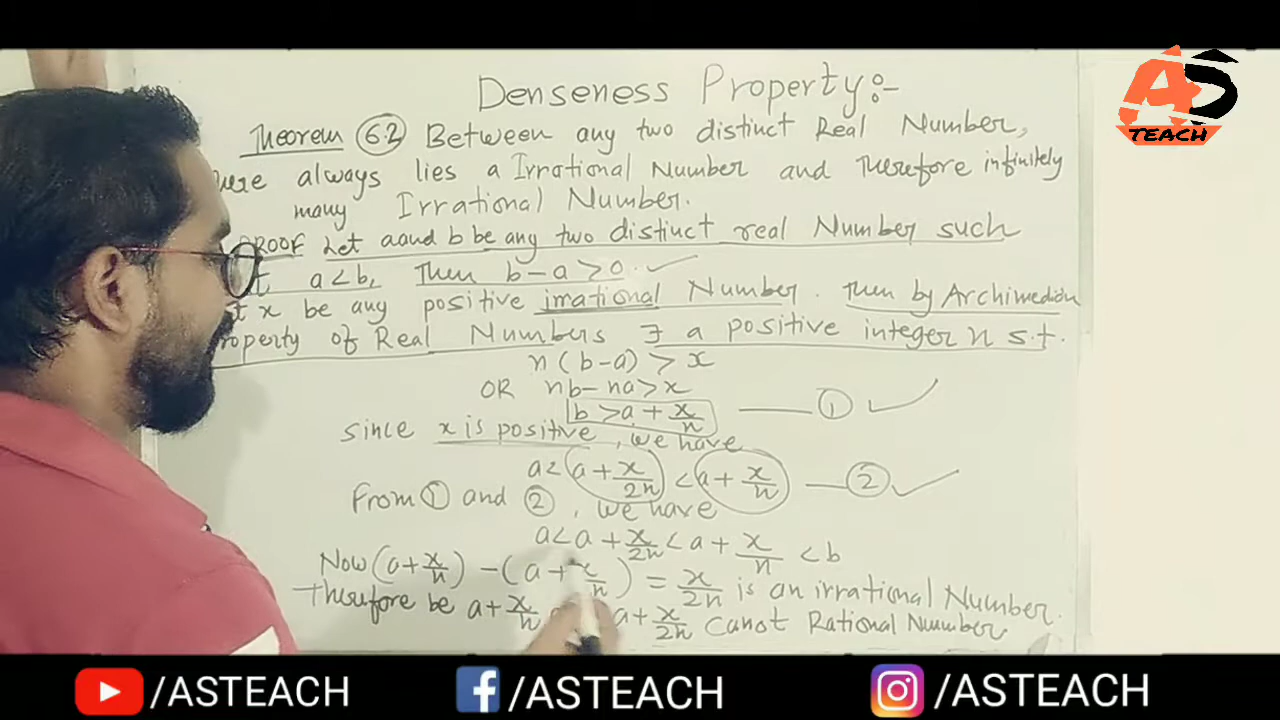 Denseness Property:-
AS
TEACH
Theorem 6.2 Between any two distinct Real Number,
always lies a Irrational Number and Therefore infinitely
many Irrational Number.
PROOF Let a and b be any two distinct real Number such
a<b, Then b-a>0.
x be any positive irrational Number. Then by Archimedian
of Real Numbers ∃ a positive integer n s.t.
n(b-a) > x
OR nb-na>x
b>a+x/n —— ①
since x is positive, we have
a<a+x/2n<a+x/n —— ②
From ① and ②, we have
a<a+x/2n<a+x/n<b
Now (a+x/n)-(a+ ) = x/2n is an irrational Number.
Therefore be a+x/n a+x/2n Canot Rational Number.
/ASTEACH /ASTEACH /ASTEACH